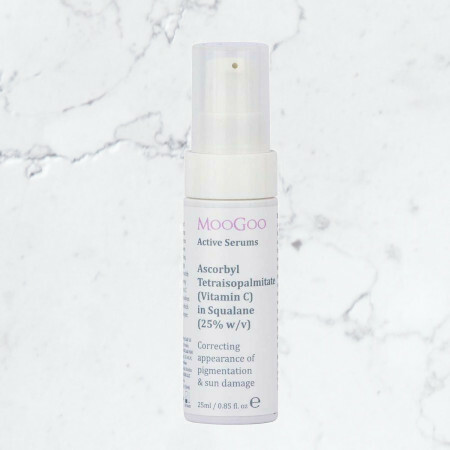 MooGoo
Active Serums
Ascorbyl
Tetraisopalmitate
(Vitamin C)
in Squalane
(25% w/v)
Correcting
appearance of
pigmentation
& sun damage
25ml / 0.85 fl. oz ℮